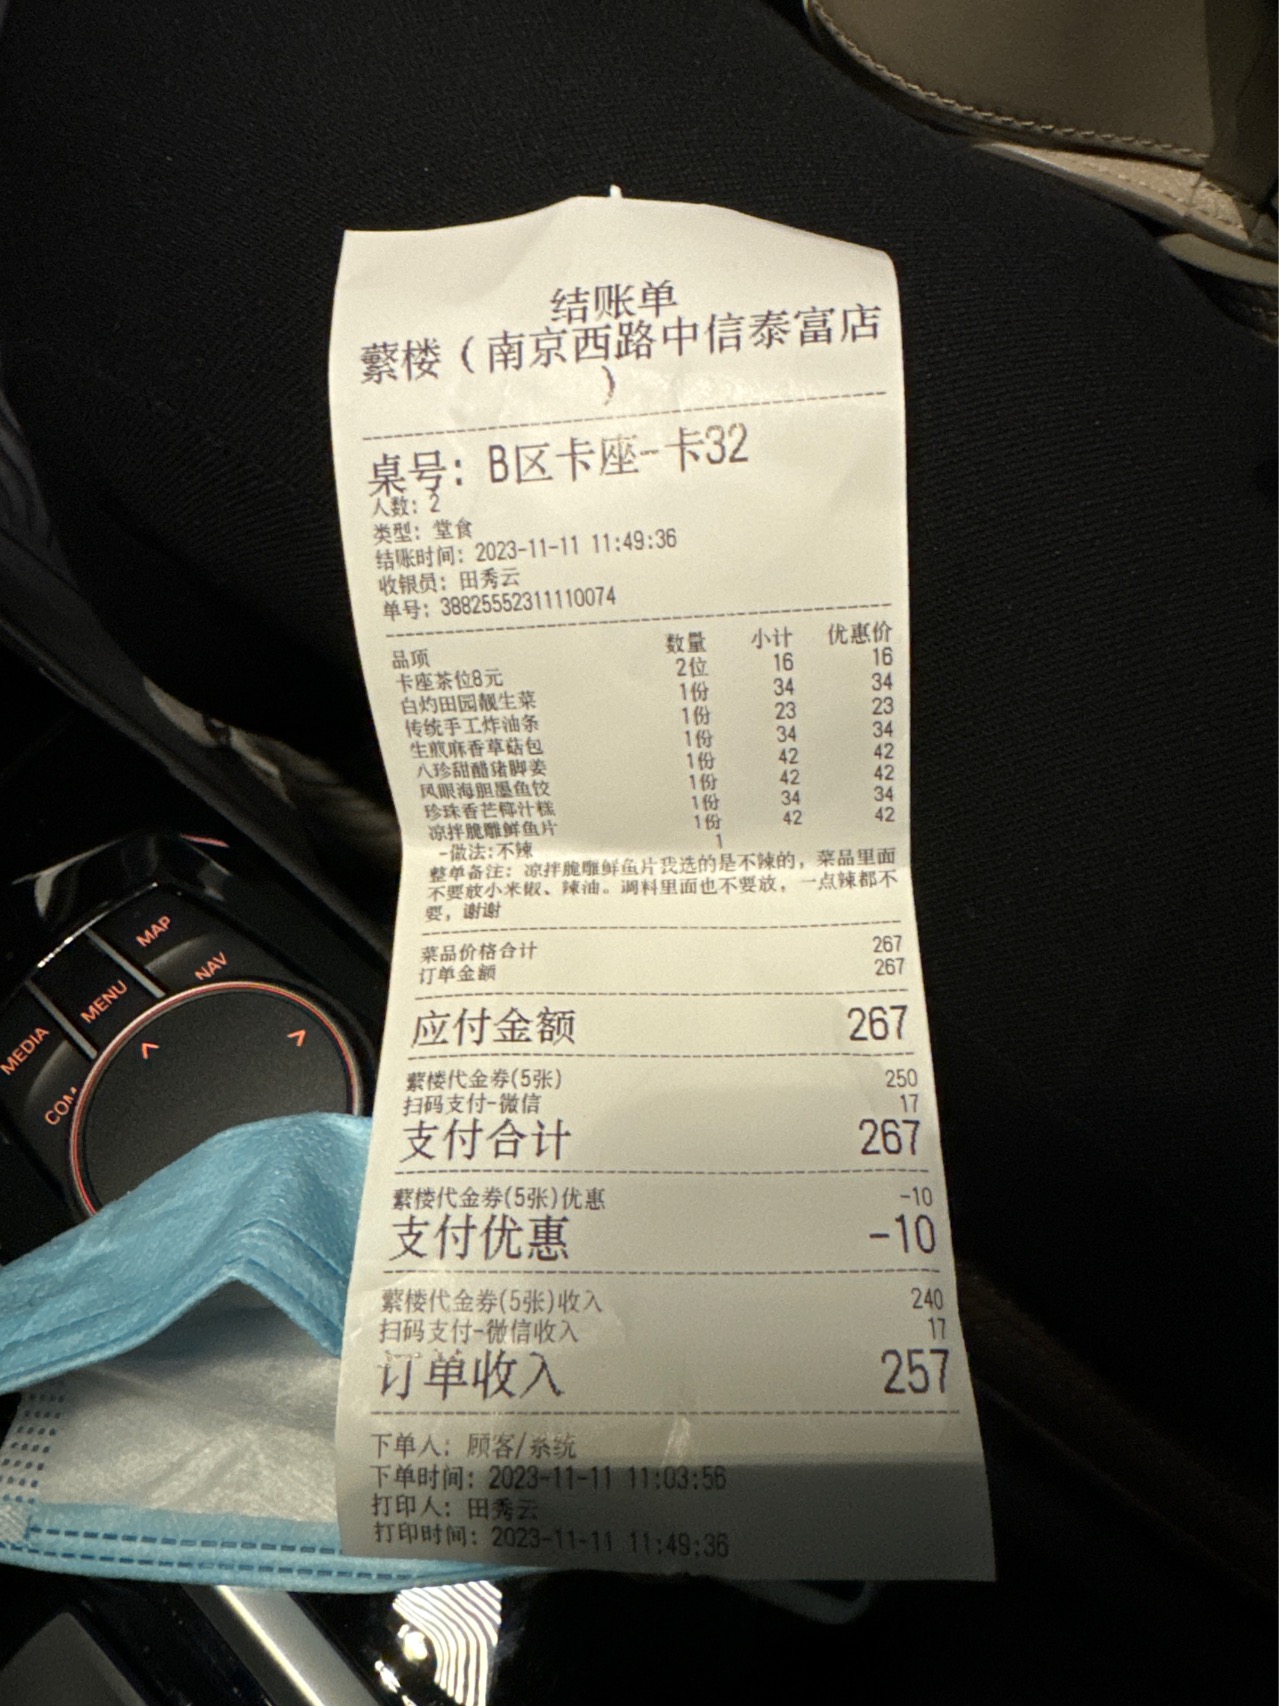 结账单
蘩楼（南京西路中信泰富店
）
桌号：B区卡座-卡32
人数：2
类型：堂食
结账时间：2023-11-11 11:49:36
收银员：田秀云
单号：38825552311110074
品项 数量 小计 优惠价
卡座茶位8元 2位 16 16
白灼田园靓生菜 1份 34 34
传统手工炸油条 1份 23 23
生煎麻香草菇包 1份 34 34
八珍甜醋猪脚姜 1份 42 42
凤眼海胆墨鱼饺 1份 42 42
珍珠香芒椰汁糕 1份 34 34
凉拌脆雕鲜鱼片 1份 42 42
-做法:不辣 1
整单备注：凉拌脆雕鲜鱼片我选的是不辣的，菜品里面
不要放小米椒、辣油。调料里面也不要放，一点辣都不
要，谢谢
菜品价格合计 267
订单金额 267
应付金额 267
蘩楼代金券(5张) 250
扫码支付-微信 17
支付合计 267
蘩楼代金券(5张)优惠 -10
支付优惠 -10
蘩楼代金券(5张)收入 240
扫码支付-微信收入 17
订单收入 257
下单人：顾客/系统
下单时间：2023-11-11 11:03:56
打印人：田秀云
打印时间：2023-11-11 11:49:36
MAP
NAV
MENU
MEDIA
COM